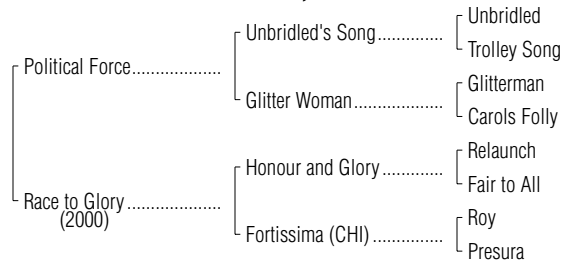 Unbridled
Unbridled's Song..............
Trolley Song
Political Force...................
Glitterman
Glitter Woman..................
Carols Folly
Relaunch
Honour and Glory............
Fair to All
Race to Glory....................
(2000)
Roy
Fortissima (CHI)..............
Presura